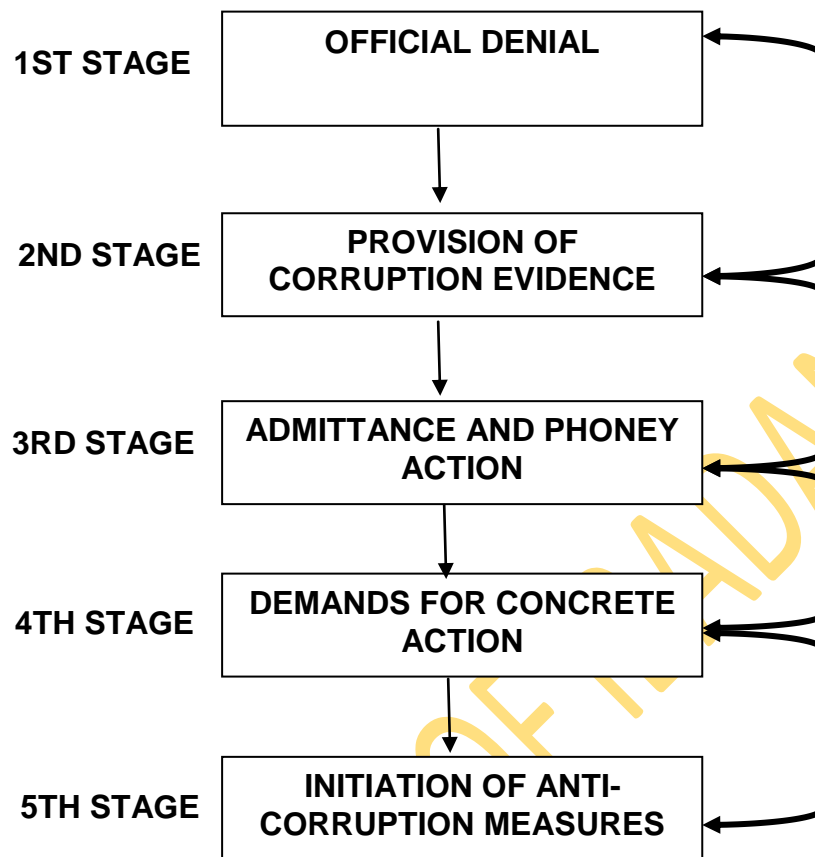 1ST STAGE
OFFICIAL DENIAL
2ND STAGE
PROVISION OF
CORRUPTION EVIDENCE
3RD STAGE
ADMITTANCE AND PHONEY
ACTION
4TH STAGE
DEMANDS FOR CONCRETE
ACTION
5TH STAGE
INITIATION OF ANTI-
CORRUPTION MEASURES
OF